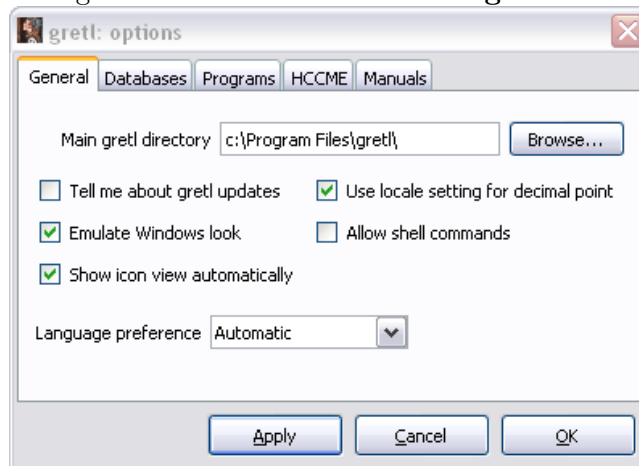 gretl: options
General Databases Programs HCCME Manuals
Main gretl directory c:\Program Files\gretl\ Browse...
Tell me about gretl updates Use locale setting for decimal point
Emulate Windows look Allow shell commands
Show icon view automatically
Language preference Automatic
Apply Cancel OK